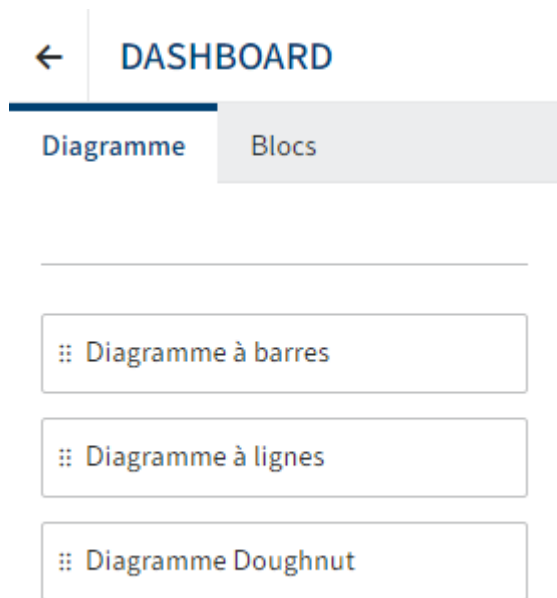 DASHBOARD
Diagramme Blocs
Diagramme à barres
Diagramme à lignes
Diagramme Doughnut